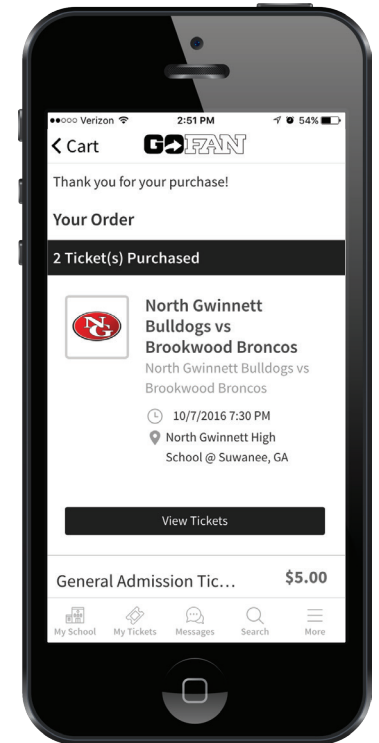 Verizon 2:51 PM 54%
Cart GOFAN
Thank you for your purchase!
Your Order
2 Ticket(s) Purchased
NG
North Gwinnett
Bulldogs vs
Brookwood Broncos
North Gwinnett Bulldogs vs
Brookwood Broncos
10/7/2016 7:30 PM
North Gwinnett High
School @ Suwanee, GA
View Tickets
General Admission Tic... $5.00
My School My Tickets Messages Search More